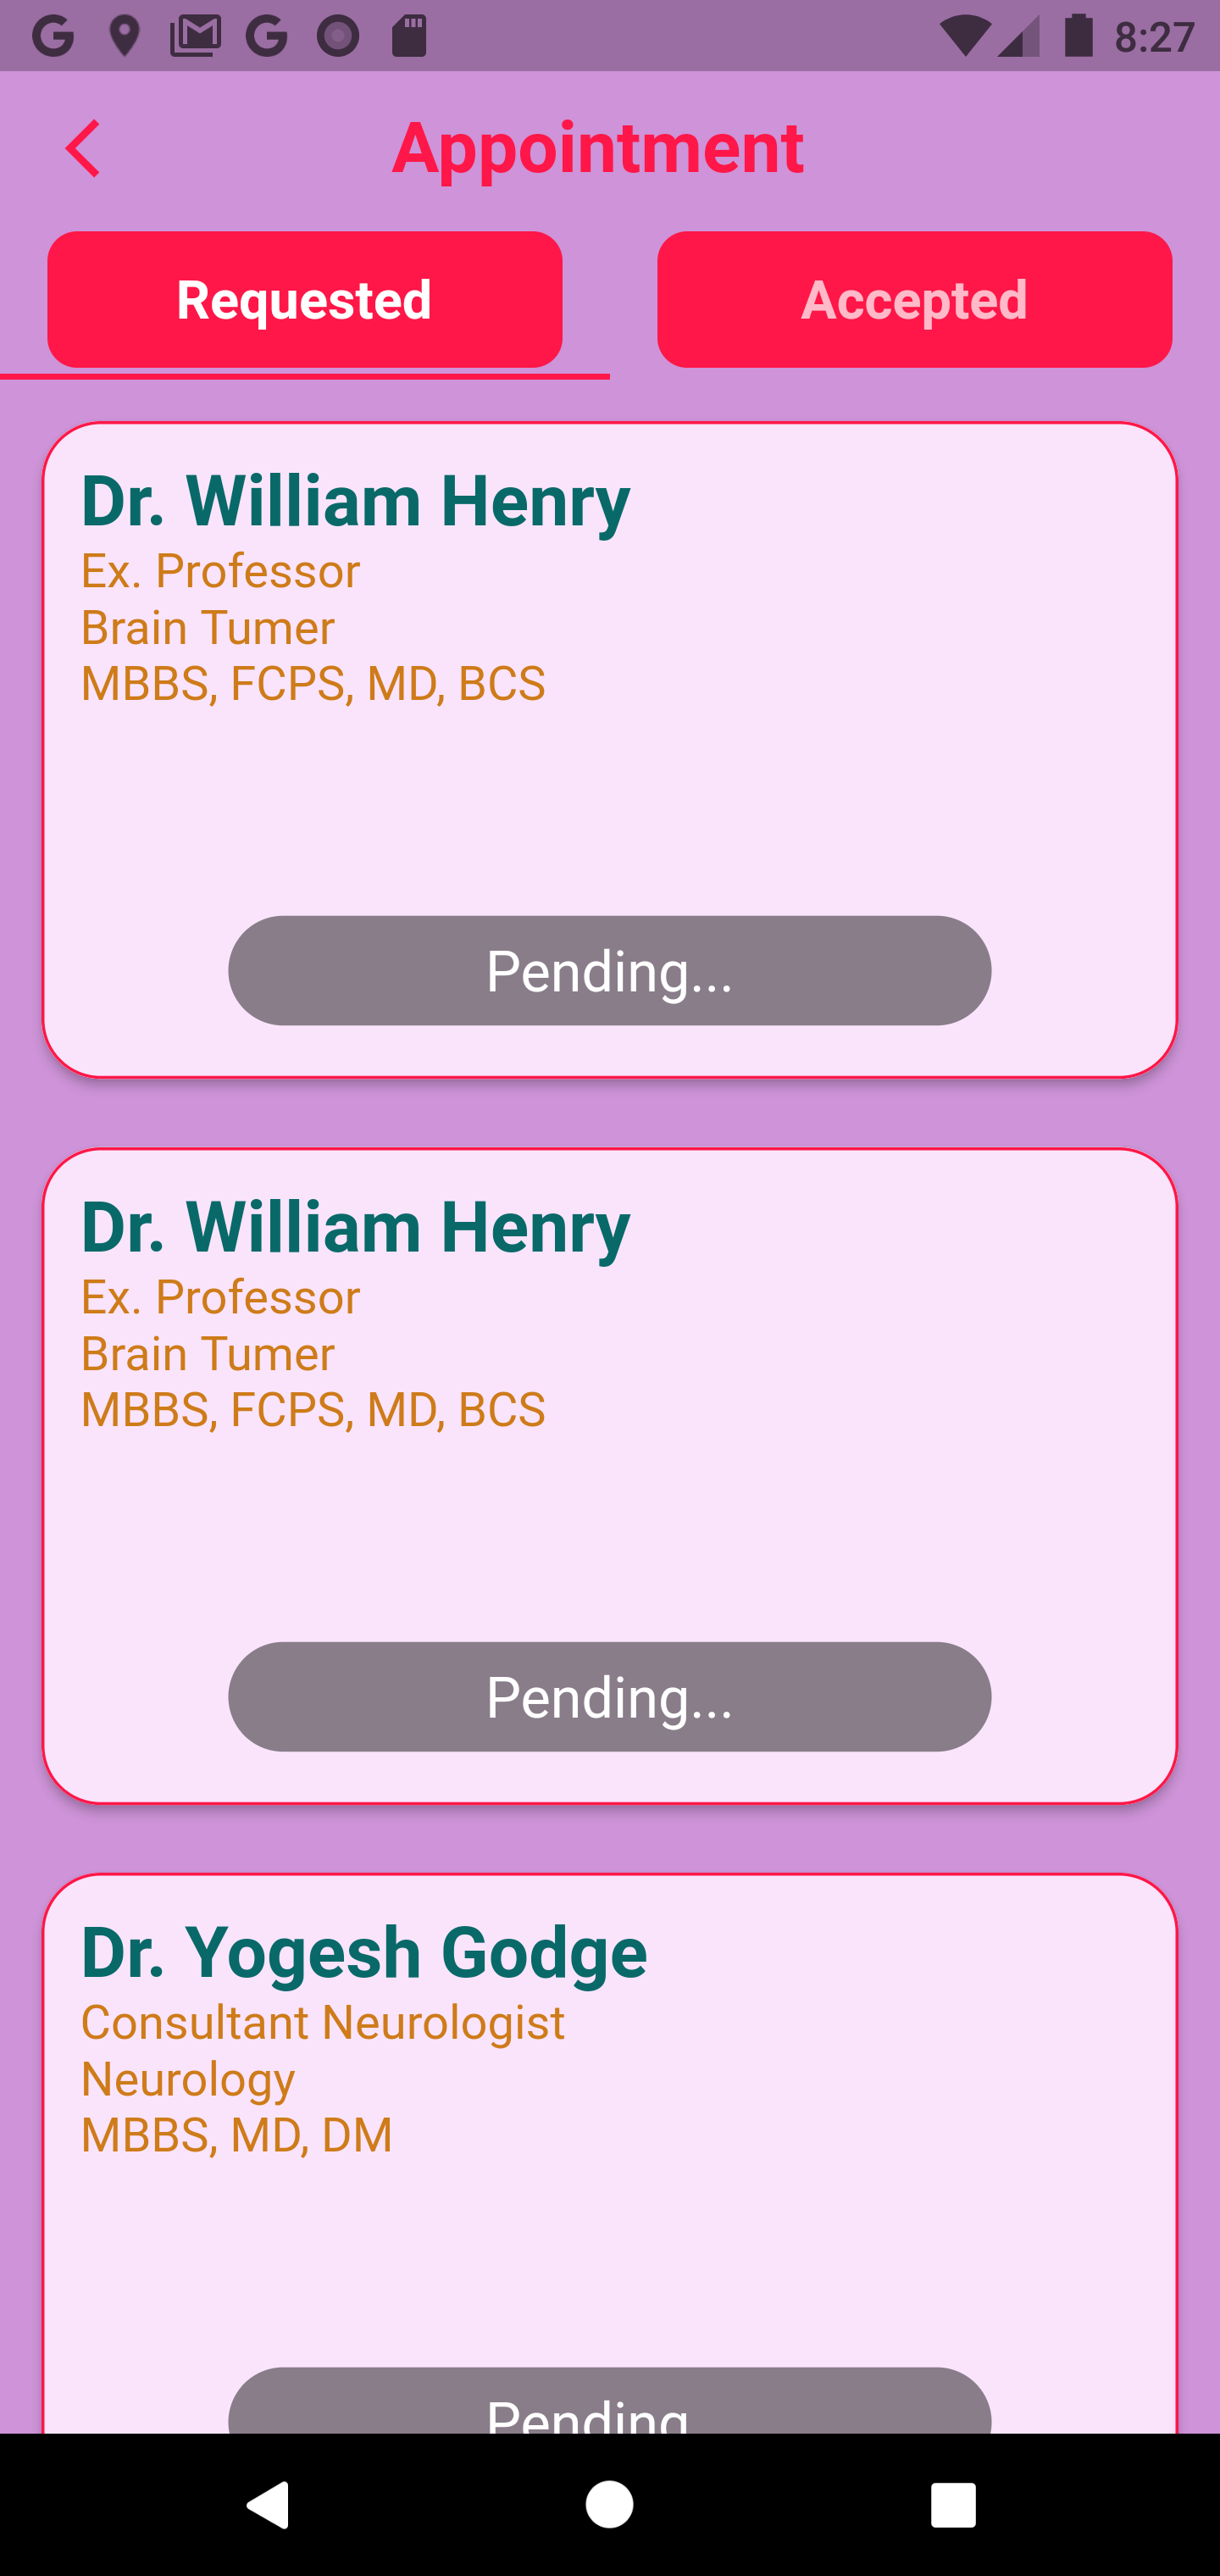 8:27
Appointment
Requested
Accepted
Dr. William Henry
Ex. Professor
Brain Tumer
MBBS, FCPS, MD, BCS
Pending...
Dr. William Henry
Ex. Professor
Brain Tumer
MBBS, FCPS, MD, BCS
Pending...
Dr. Yogesh Godge
Consultant Neurologist
Neurology
MBBS, MD, DM
Pending